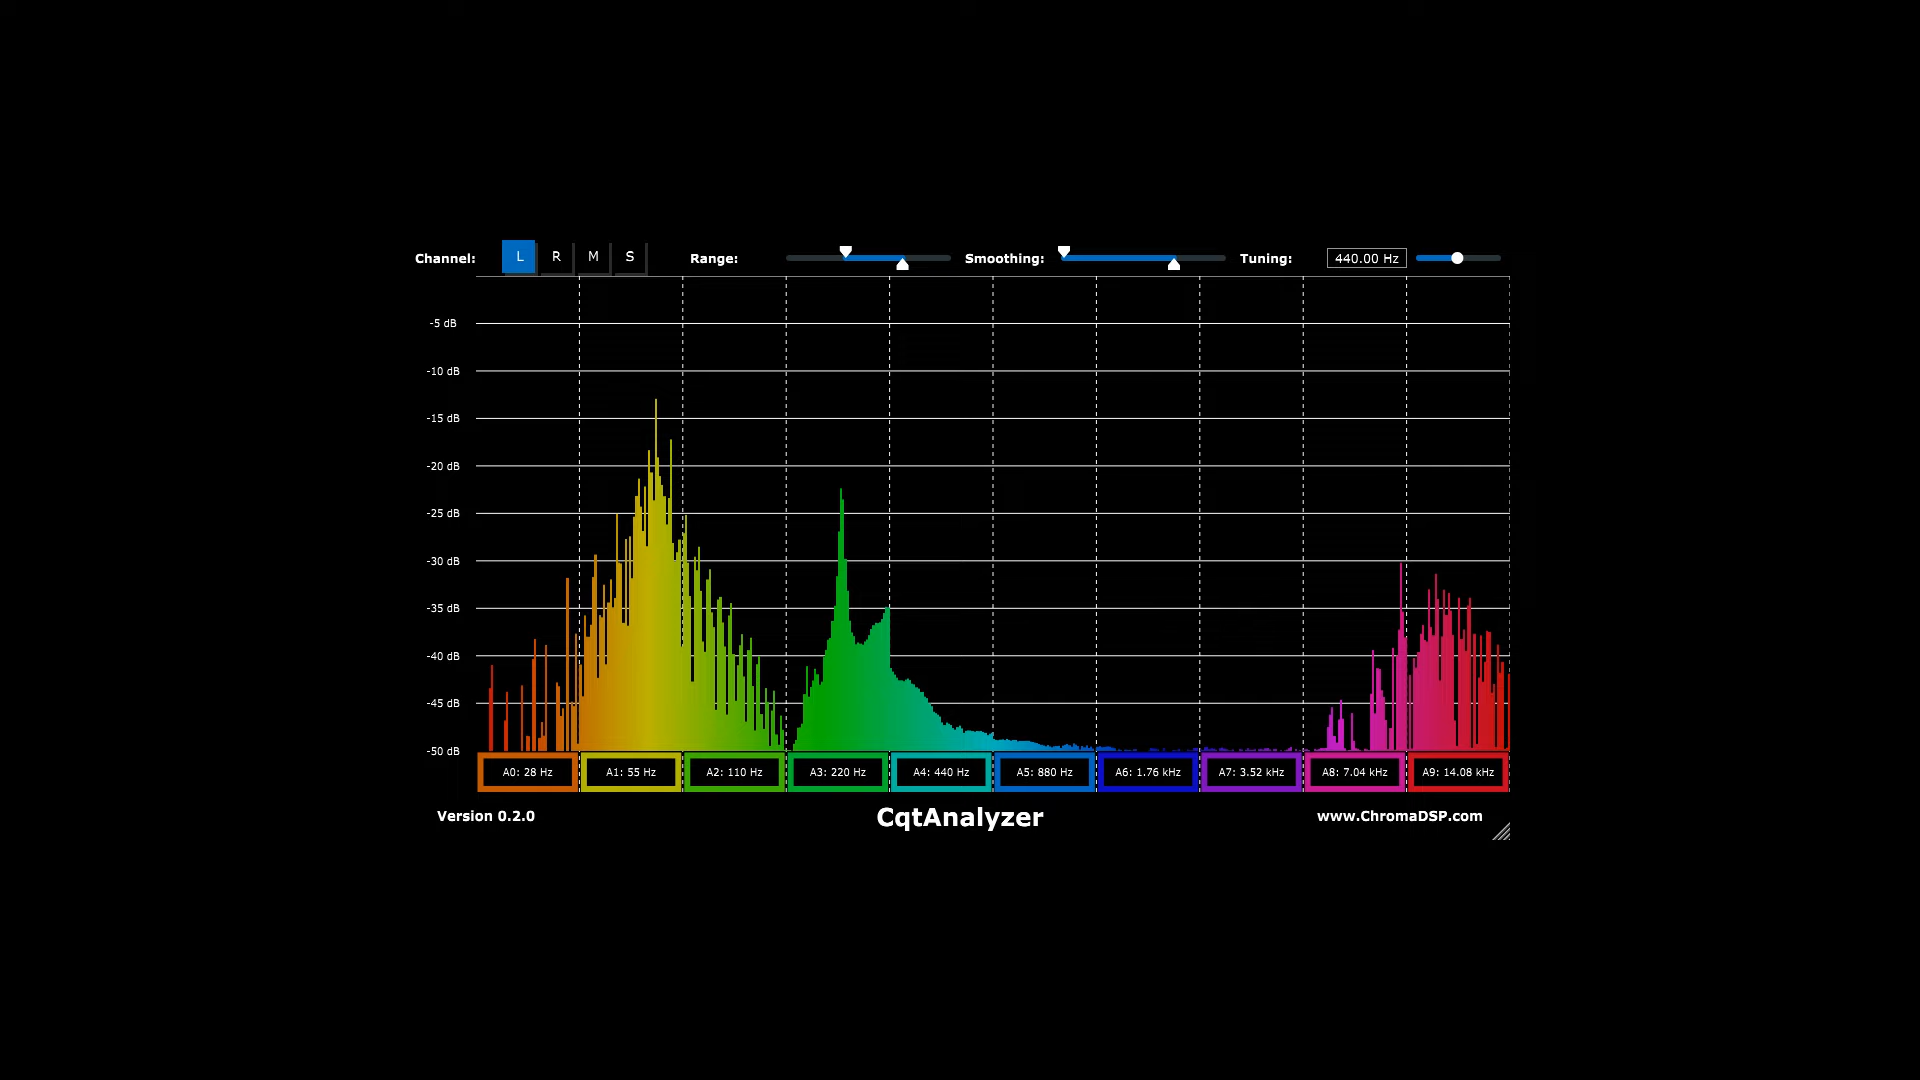 Channel: L R M S Range: Smoothing: Tuning: 440.00 Hz
-5 dB
-10 dB
-15 dB
-20 dB
-25 dB
-30 dB
-35 dB
-40 dB
-45 dB
-50 dB
A0: 28 Hz A1: 55 Hz A2: 110 Hz A3: 220 Hz A4: 440 Hz A5: 880 Hz A6: 1.76 kHz A7: 3.52 kHz A8: 7.04 kHz A9: 14.08 kHz
Version 0.2.0 CqtAnalyzer www.ChromaDSP.com